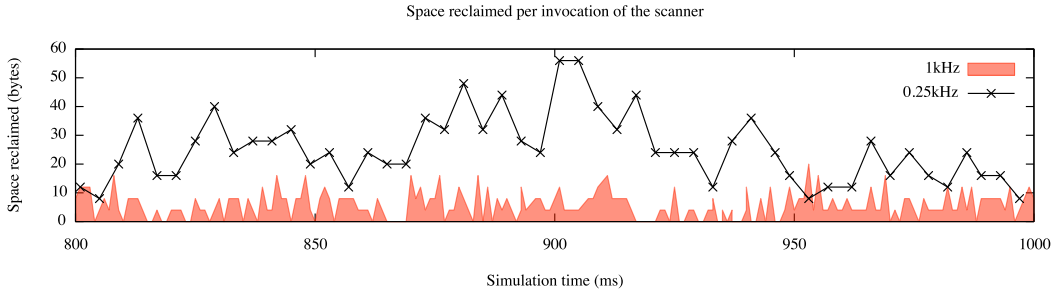 Space reclaimed per invocation of the scanner
Space reclaimed (bytes)
60
50
40
30
20
10
0
1kHz
0.25kHz
800
850
900
950
1000
Simulation time (ms)